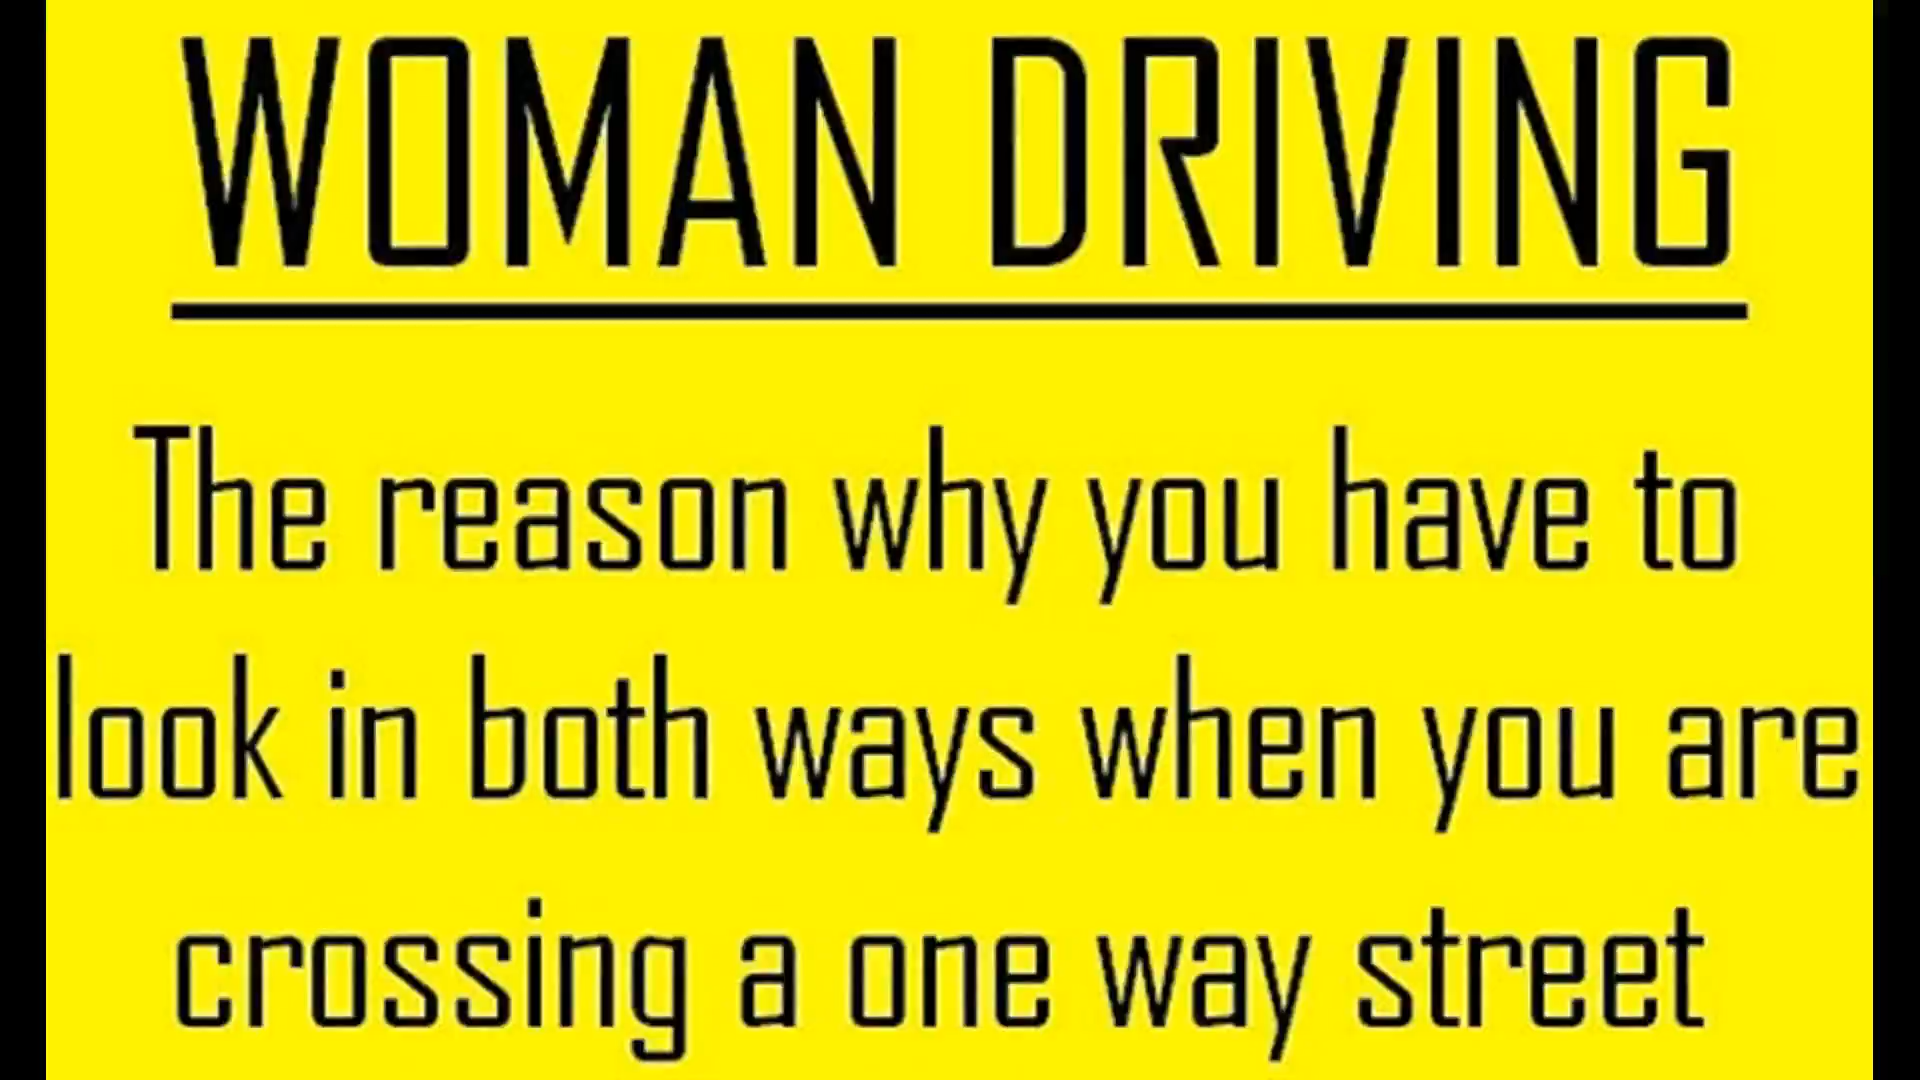 WOMAN DRIVING
The reason why you have to
look in both ways when you are
crossing a one way street